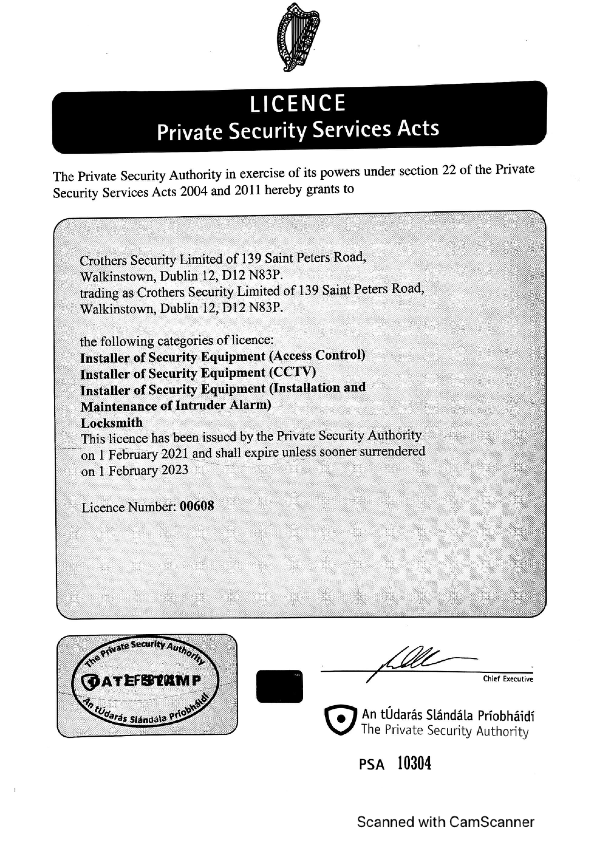 LICENCE
Private Security Services Acts
The Private Security Authority in exercise of its powers under section 22 of the Private
Security Services Acts 2004 and 2011 hereby grants to
Crothers Security Limited of 139 Saint Peters Road,
Walkinstown, Dublin 12, D12 N83P.
trading as Crothers Security Limited of 139 Saint Peters Road,
Walkinstown, Dublin 12, D12 N83P.
the following categories of licence:
Installer of Security Equipment (Access Control)
Installer of Security Equipment (CCTV)
Installer of Security Equipment (Installation and
Maintenance of Intruder Alarm)
Locksmith
This licence has been issued by the Private Security Authority
on 1 February 2021 and shall expire unless sooner surrendered
on 1 February 2023
Licence Number: 00608
The Private Security Authority
An tÚdarás Slándála Príobháidí
Chief Executive
An tÚdarás Slándála Príobháidí
The Private Security Authority
PSA 10304
Scanned with CamScanner